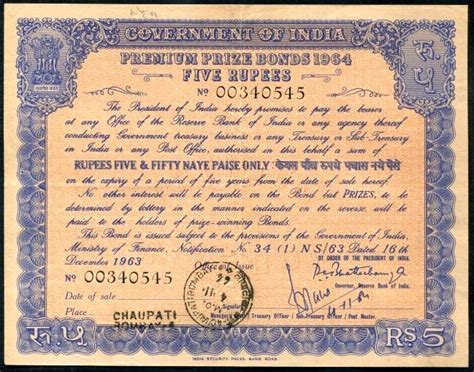 GOVERNMENT OF INDIA
PREMIUM PRIZE BONDS 1964
FIVE RUPEES
रु. ५
Nº 00340545
The President of India hereby promises to pay the bearer
at any Office of the Reserve Bank of India or any agency thereof
conducting Government treasury business or any Treasury or Sub-Treasury
in India or any Post Office, authorised in this behalf a sum of
RUPEES FIVE & FIFTY NAYE PAISE ONLY. केवल पाँच रुपये पचास नये पैसे
on the expiry of a period of five years from the date of sale hereof.
No other interest will be payable on the Bond but PRIZES, to be
determined by lottery in the manner indicated on the reverse, will be
paid to the holders of prize-winning Bonds.
This Bond is issued subject to the provisions of the Government of India,
Ministry of Finance, Notification No 34 (1) NS/63 Dated 16th
December 1963
Office of Issue
BY ORDER OF THE PRESIDENT OF INDIA
Nº 00340545
Governor, Reserve Bank of India
Date of Sale
Place
CHAUPATI
BOMBAY-
Signature
Manager/Treasury Officer/Sub-Treasury Officer/Post Master
रु. ५
RS 5
INDIA SECURITY PRESS, NASIK ROAD.